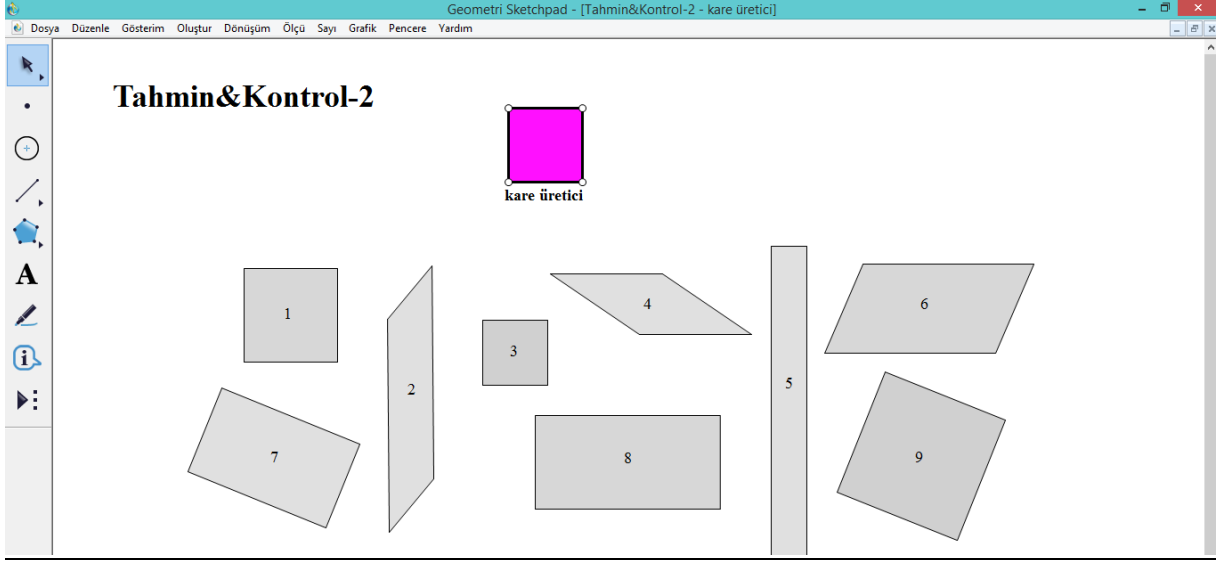 Geometri Sketchpad - [Tahmin&Kontrol-2 - kare üretici]
Dosya Düzenle Gösterim Oluştur Dönüşüm Ölçü Sayı Grafik Pencere Yardım
Tahmin&Kontrol-2
kare üretici
A
1
2
3
4
5
6
7
8
9